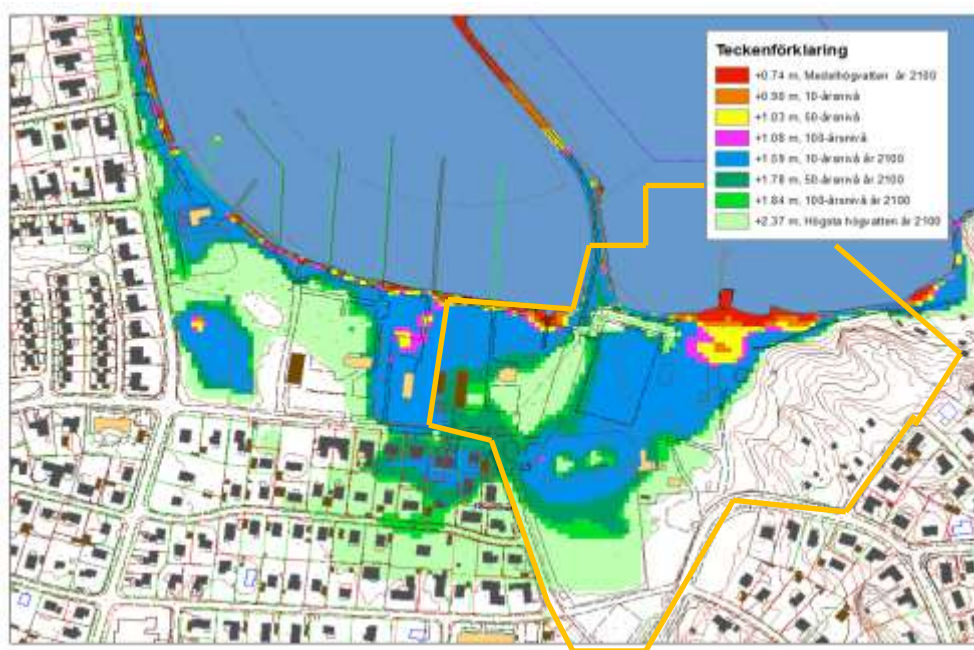 Teckenförklaring
+0.74 m, Medelhögvatten år 2100
+0.90 m, 10-årsnivå
+1.03 m, 50-årsnivå
+1.08 m, 100-årsnivå
+1.59 m, 10-årsnivå år 2100
+1.78 m, 50-årsnivå år 2100
+1.84 m, 100-årsnivå år 2100
+2.37 m, Högsta högvatten år 2100